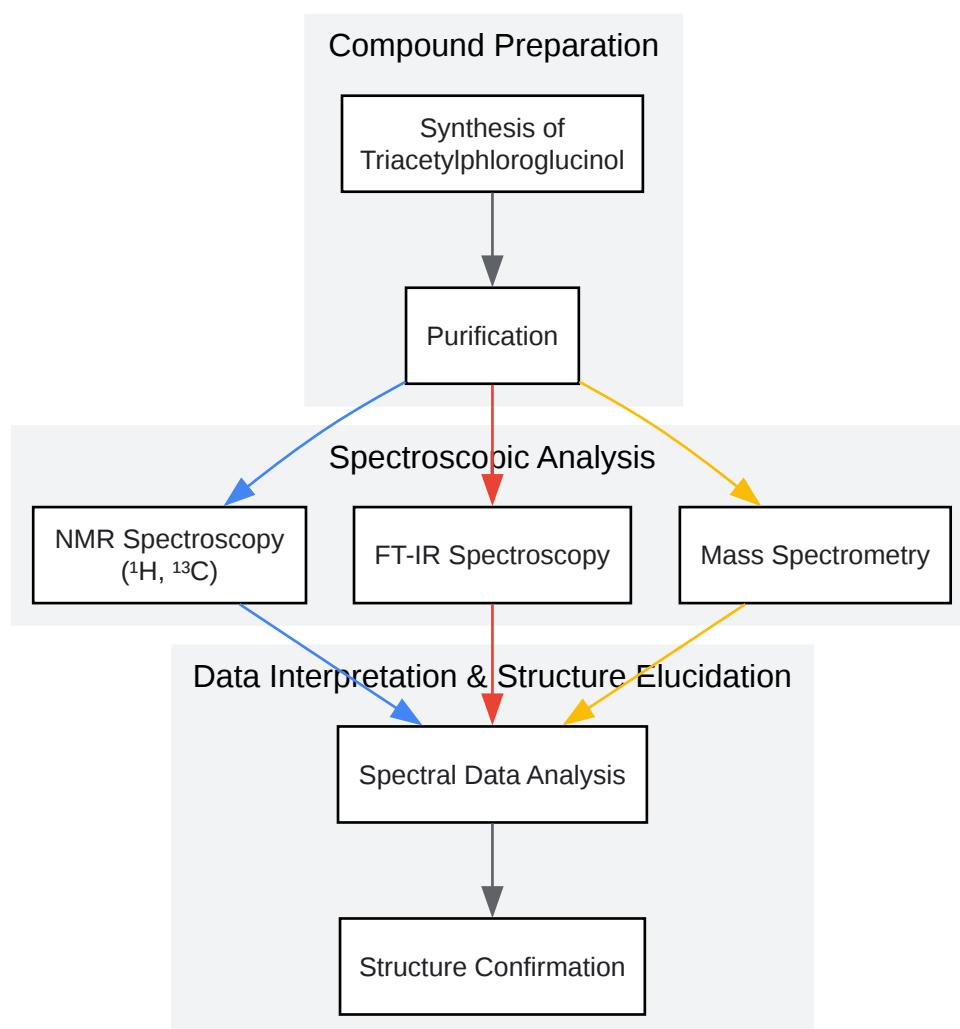 Compound Preparation
Synthesis of
Triacetylphloroglucinol
Purification
Spectroscopic Analysis
NMR Spectroscopy
(¹H, ¹³C)
FT-IR Spectroscopy
Mass Spectrometry
Data Interpretation & Structure Elucidation
Spectral Data Analysis
Structure Confirmation